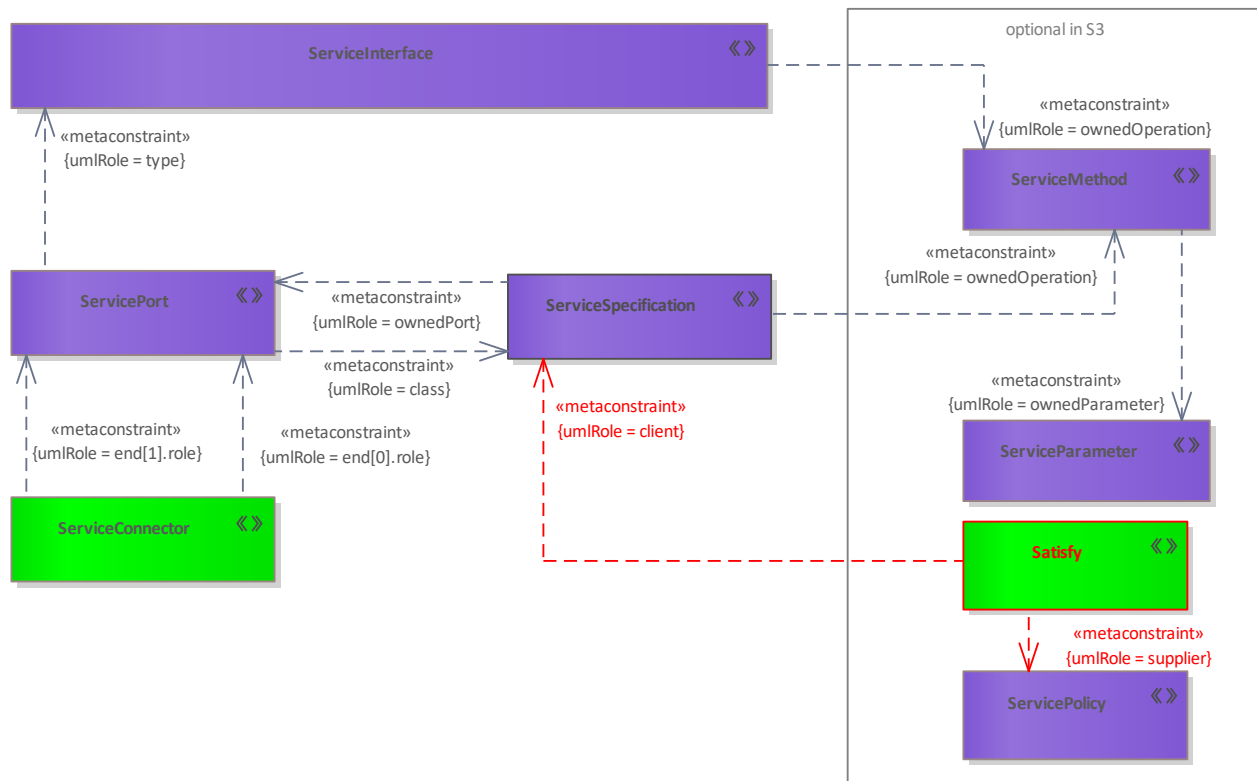 optional in S3
ServiceInterface
«metaconstraint»
{umlRole = ownedOperation}
«metaconstraint»
{umlRole = type}
ServiceMethod
«metaconstraint»
{umlRole = ownedOperation}
ServicePort
«metaconstraint»
{umlRole = ownedPort}
ServiceSpecification
«metaconstraint»
{umlRole = class}
«metaconstraint»
{umlRole = ownedParameter}
«metaconstraint»
{umlRole = client}
«metaconstraint»
{umlRole = end[1].role}
«metaconstraint»
{umlRole = end[0].role}
ServiceParameter
ServiceConnector
Satisfy
«metaconstraint»
{umlRole = supplier}
ServicePolicy